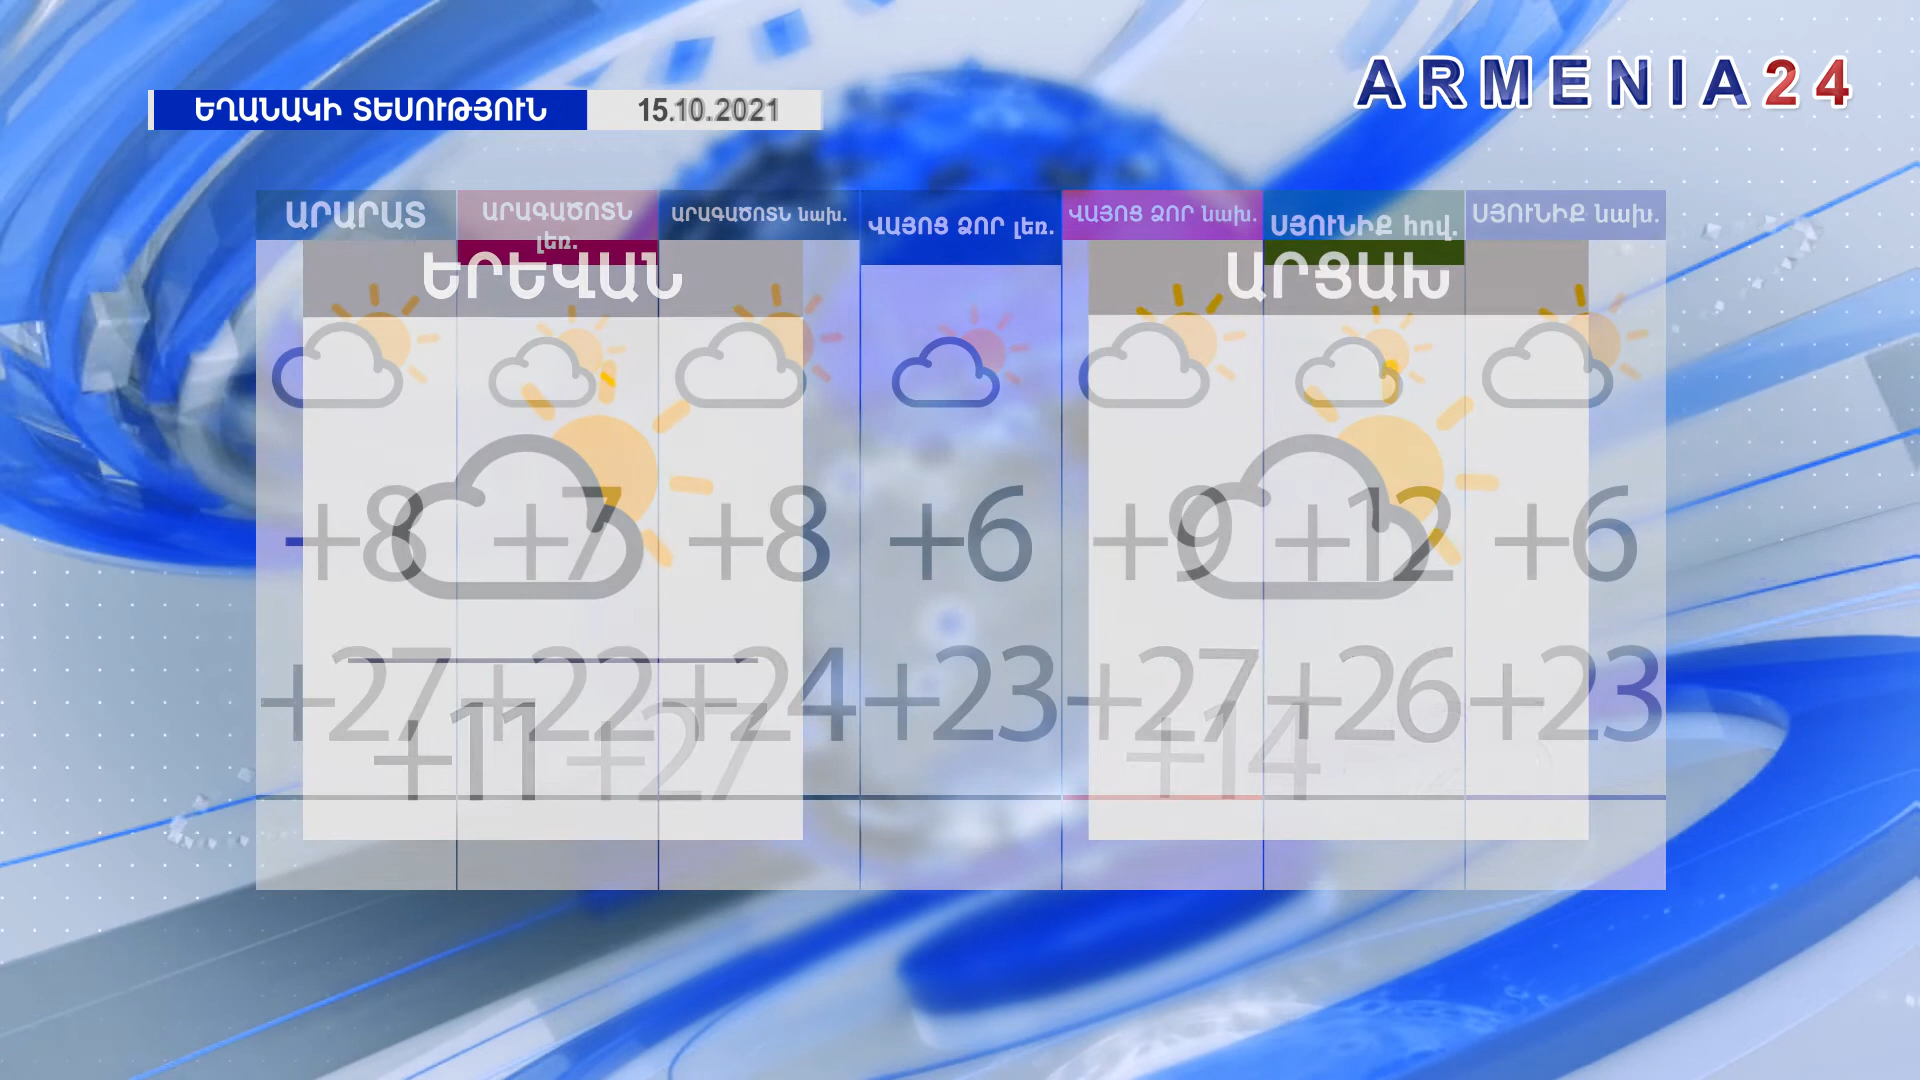 ARMENIA24
ԵՂԱՆԱԿԻ ՏԵՍՈՒԹՅՈՒՆ 15.10.2021
ԱՐԱՐԱՏ
ԱՐԱԳԱԾՈՏՆ
լեռ.
ԱՐԱԳԱԾՈՏՆ նախ.
ՎԱՅՈՑ ՁՈՐ լեռ.
ՎԱՅՈՑ ՁՈՐ նախ.
ՍՅՈՒՆԻՔ հով.
ՍՅՈՒՆԻՔ նախ.
ԵՐԵՎԱՆ
ԱՐՑԱԽ
+8 +7 +8 +6 +9 +12 +6
+27 +22 +24 +23 +27 +26 +23
+11 +27
+14